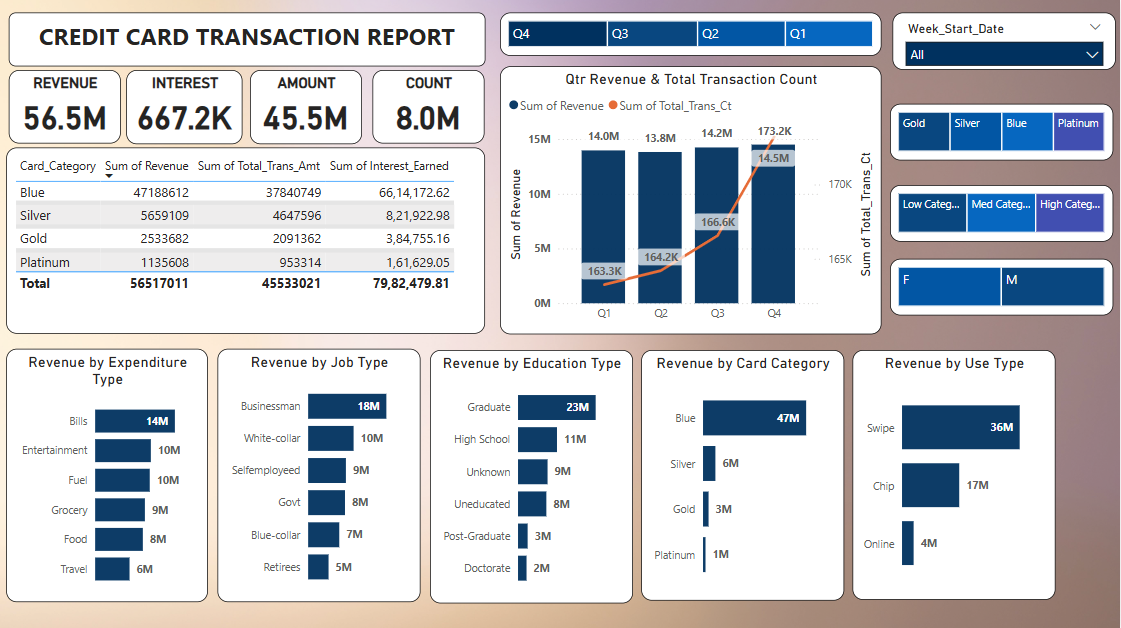 CREDIT CARD TRANSACTION REPORT
Q4 Q3 Q2 Q1
Week_Start_Date
All
REVENUE
56.5M
INTEREST
667.2K
AMOUNT
45.5M
COUNT
8.0M
Qtr Revenue & Total Transaction Count
Sum of Revenue Sum of Total_Trans_Ct
Sum of Revenue
15M
10M
5M
0M
14.0M 13.8M 14.2M 173.2K
14.5M
166.6K
164.2K
163.3K
Q1 Q2 Q3 Q4
170K
165K
Sum of Total_Trans_Ct
Gold Silver Blue Platinum
Low Categ... Med Categ... High Categ...
F M
Card_Category Sum of Revenue Sum of Total_Trans_Amt Sum of Interest_Earned
Blue 47188612 37840749 66,14,172.62
Silver 5659109 4647596 8,21,922.98
Gold 2533682 2091362 3,84,755.16
Platinum 1135608 953314 1,61,629.05
Total 56517011 45533021 79,82,479.81
Revenue by Expenditure
Type
Bills 14M
Entertainment 10M
Fuel 10M
Grocery 9M
Food 8M
Travel 6M
Revenue by Job Type
Businessman 18M
White-collar 10M
Selfemployeed 9M
Govt 8M
Blue-collar 7M
Retirees 5M
Revenue by Education Type
Graduate 23M
High School 11M
Unknown 9M
Uneducated 8M
Post-Graduate 3M
Doctorate 2M
Revenue by Card Category
Blue 47M
Silver 6M
Gold 3M
Platinum 1M
Revenue by Use Type
Swipe 36M
Chip 17M
Online 4M